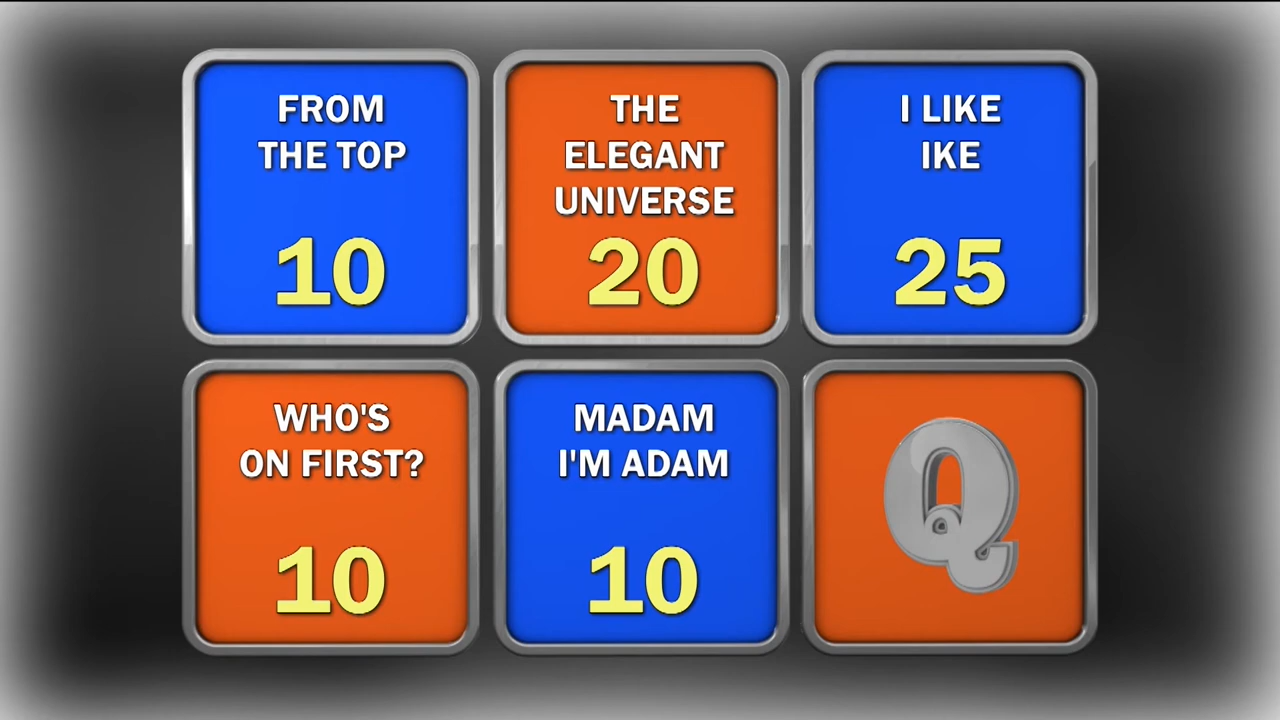 FROM
THE TOP
10
THE
ELEGANT
UNIVERSE
20
I LIKE
IKE
25
WHO'S
ON FIRST?
10
MADAM
I'M ADAM
10
Q